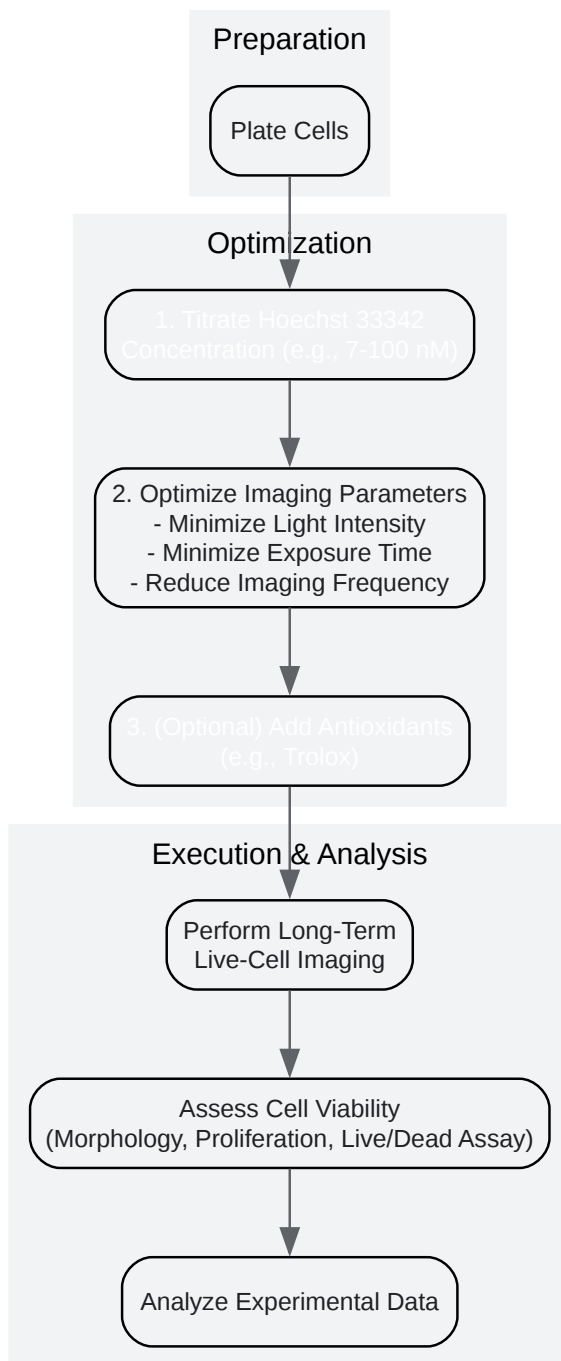 Preparation
Plate Cells
Optimization
1. Titrate Hoechst 33342
Concentration (e.g., 7-100 nM)
2. Optimize Imaging Parameters
- Minimize Light Intensity
- Minimize Exposure Time
- Reduce Imaging Frequency
3. (Optional) Add Antioxidants
(e.g., Trolox)
Execution & Analysis
Perform Long-Term
Live-Cell Imaging
Assess Cell Viability
(Morphology, Proliferation, Live/Dead Assay)
Analyze Experimental Data